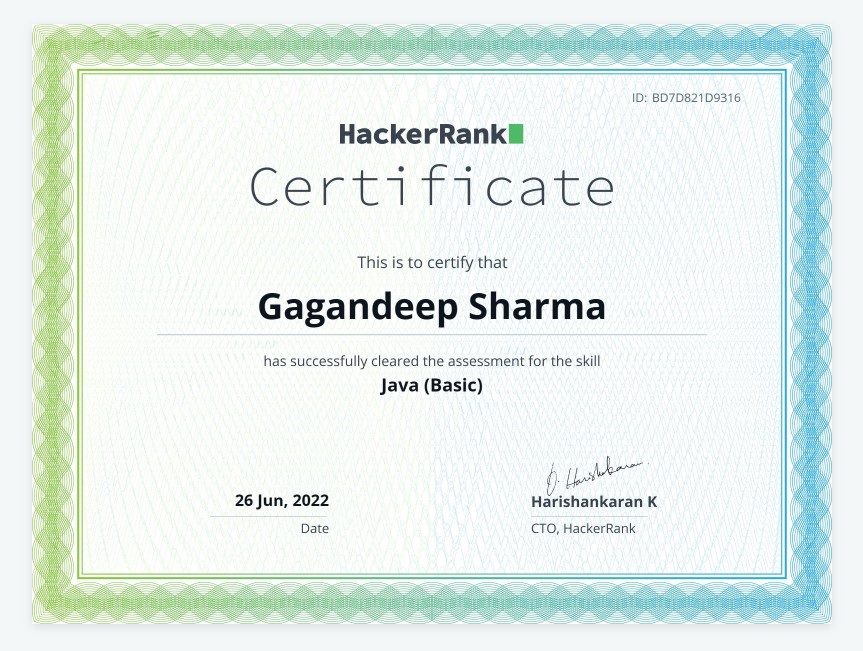 ID: BD7D821D9316
HackerRank
Certificate
This is to certify that
Gagandeep Sharma
has successfully cleared the assessment for the skill
Java (Basic)
26 Jun, 2022
Date
Harishankaran K
CTO, HackerRank